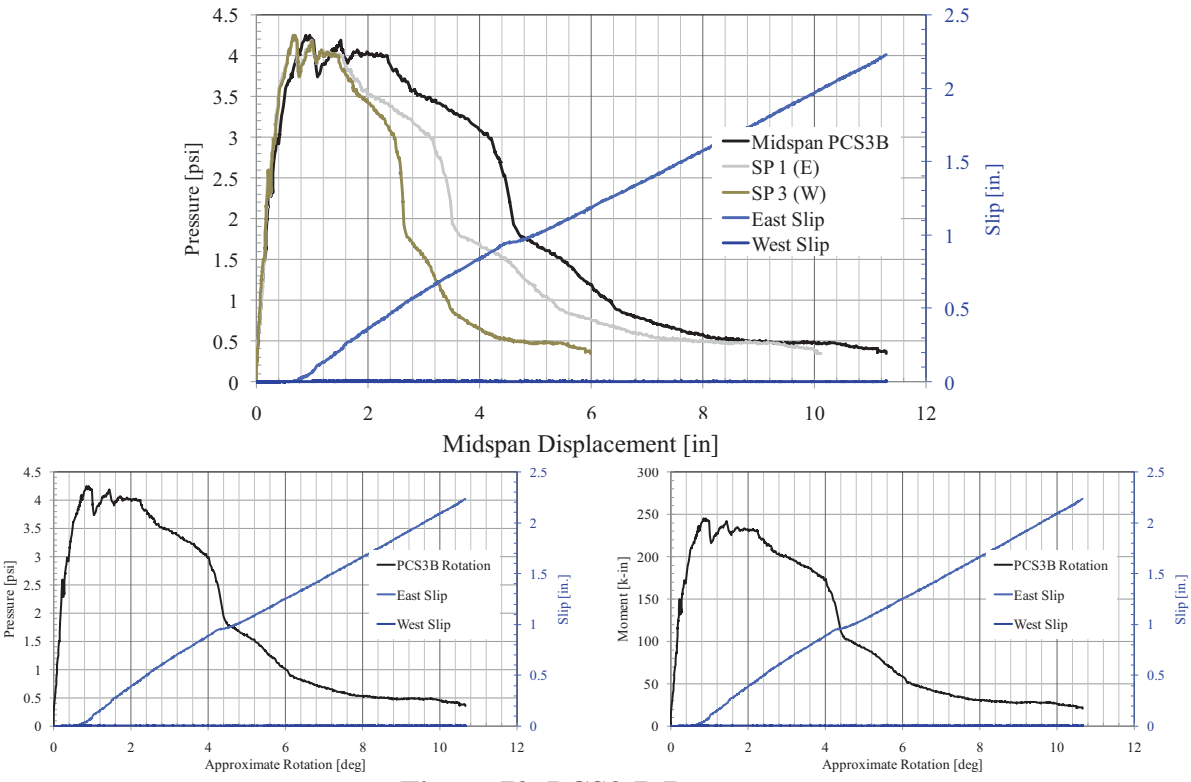 4.5
4
3.5
3
2.5
2
1.5
1
0.5
0
Pressure [psi]
2.5
2
1.5
1
0.5
0
Slip [in.]
Midspan PCS3B
SP 1 (E)
SP 3 (W)
East Slip
West Slip
0 2 4 6 8 10 12
Midspan Displacement [in]
4.5
4
3.5
3
2.5
2
1.5
1
0.5
0
Pressure [psi]
2.5
2
1.5
1
0.5
0
Slip [in.]
PCS3B Rotation
East Slip
West Slip
0 2 4 6 8 10 12
Approximate Rotation [deg]
300
250
200
150
100
50
0
Moment [k-in]
2.5
2
1.5
1
0.5
0
Slip [in.]
PCS3B Rotation
East Slip
West Slip
0 2 4 6 8 10 12
Approximate Rotation [deg]